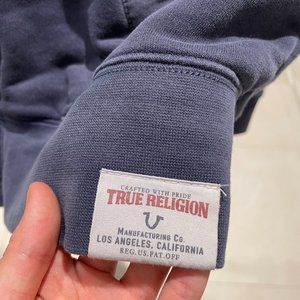 CRAFTED WITH PRIDE
TRUE RELIGION
MANUFACTURING CO.
LOS ANGELES, CALIFORNIA
REG. US. PAT. OFF